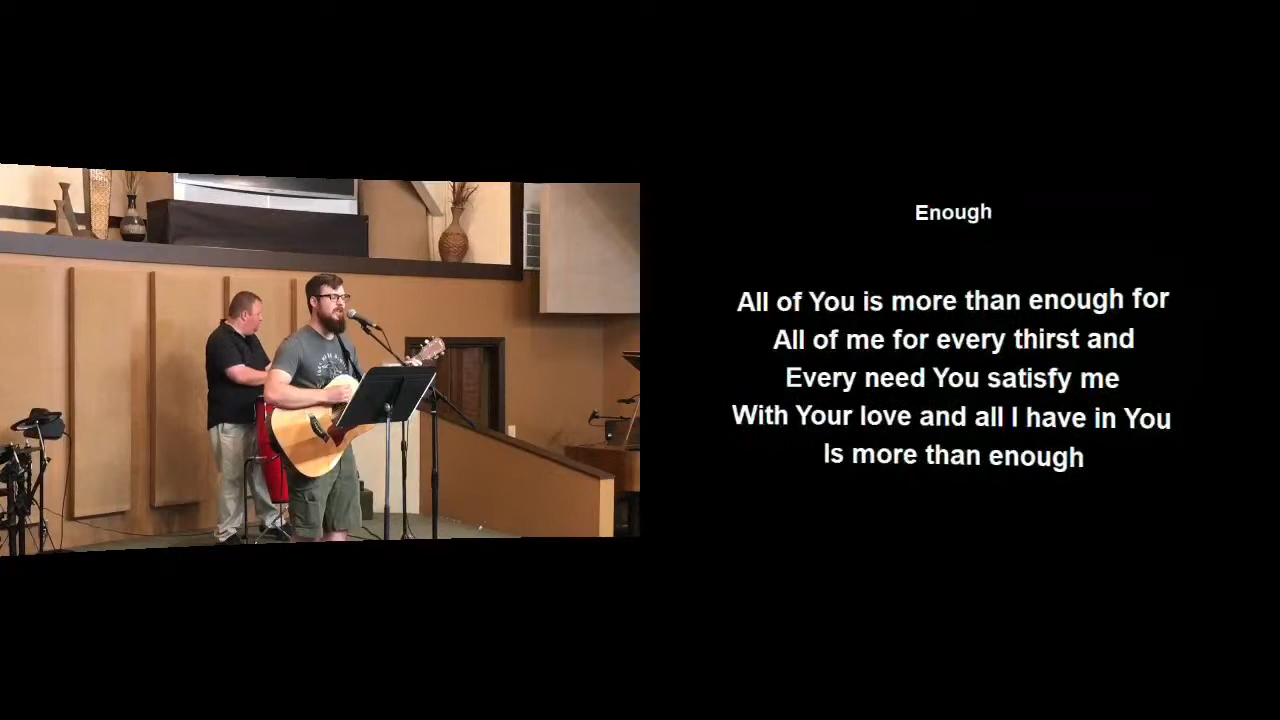 Enough
All of You is more than enough for
All of me for every thirst and
Every need You satisfy me
With Your love and all I have in You
Is more than enough